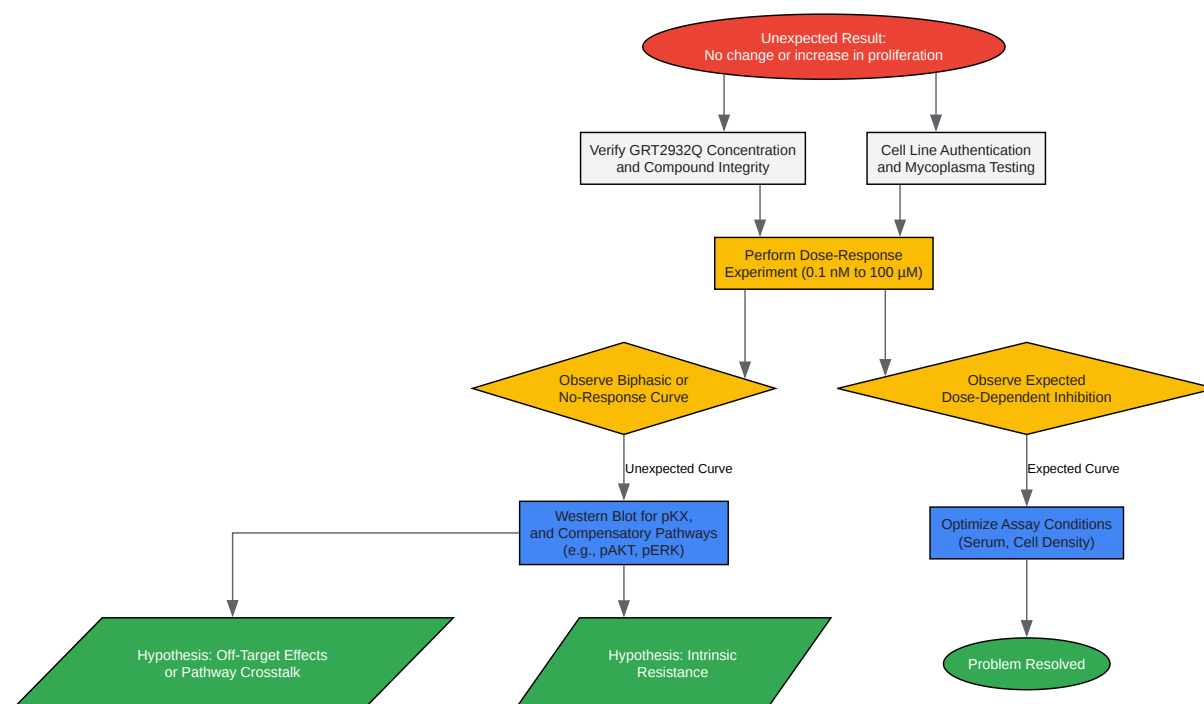 Unexpected Result:
No change or increase in proliferation
Verify GRT2932Q Concentration
and Compound Integrity
Cell Line Authentication
and Mycoplasma Testing
Perform Dose-Response
Experiment (0.1 nM to 100 µM)
Observe Biphasic or
No-Response Curve
Observe Expected
Dose-Dependent Inhibition
Unexpected Curve
Expected Curve
Western Blot for pKX,
and Compensatory Pathways
(e.g., pAKT, pERK)
Optimize Assay Conditions
(Serum, Cell Density)
Hypothesis: Off-Target Effects
or Pathway Crosstalk
Hypothesis: Intrinsic
Resistance
Problem Resolved